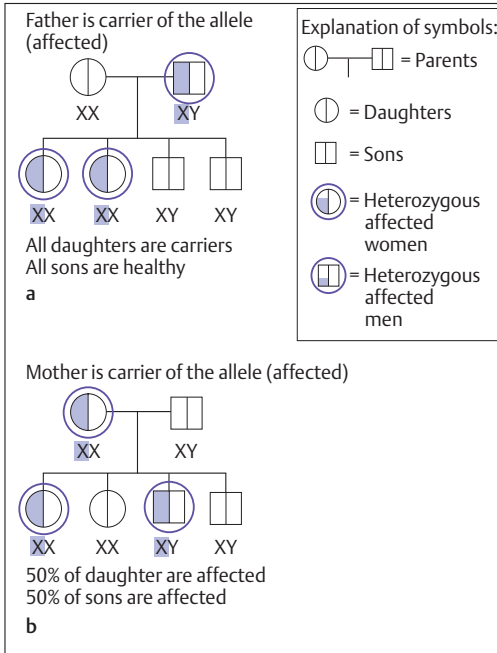 Father is carrier of the allele
(affected)
XX
XY
XX
XX
XY
XY
All daughters are carriers
All sons are healthy
a
Explanation of symbols:
= Parents
= Daughters
= Sons
= Heterozygous
affected
women
= Heterozygous
affected
men
Mother is carrier of the allele (affected)
XX
XY
XX
XX
XY
XY
50% of daughter are affected
50% of sons are affected
b